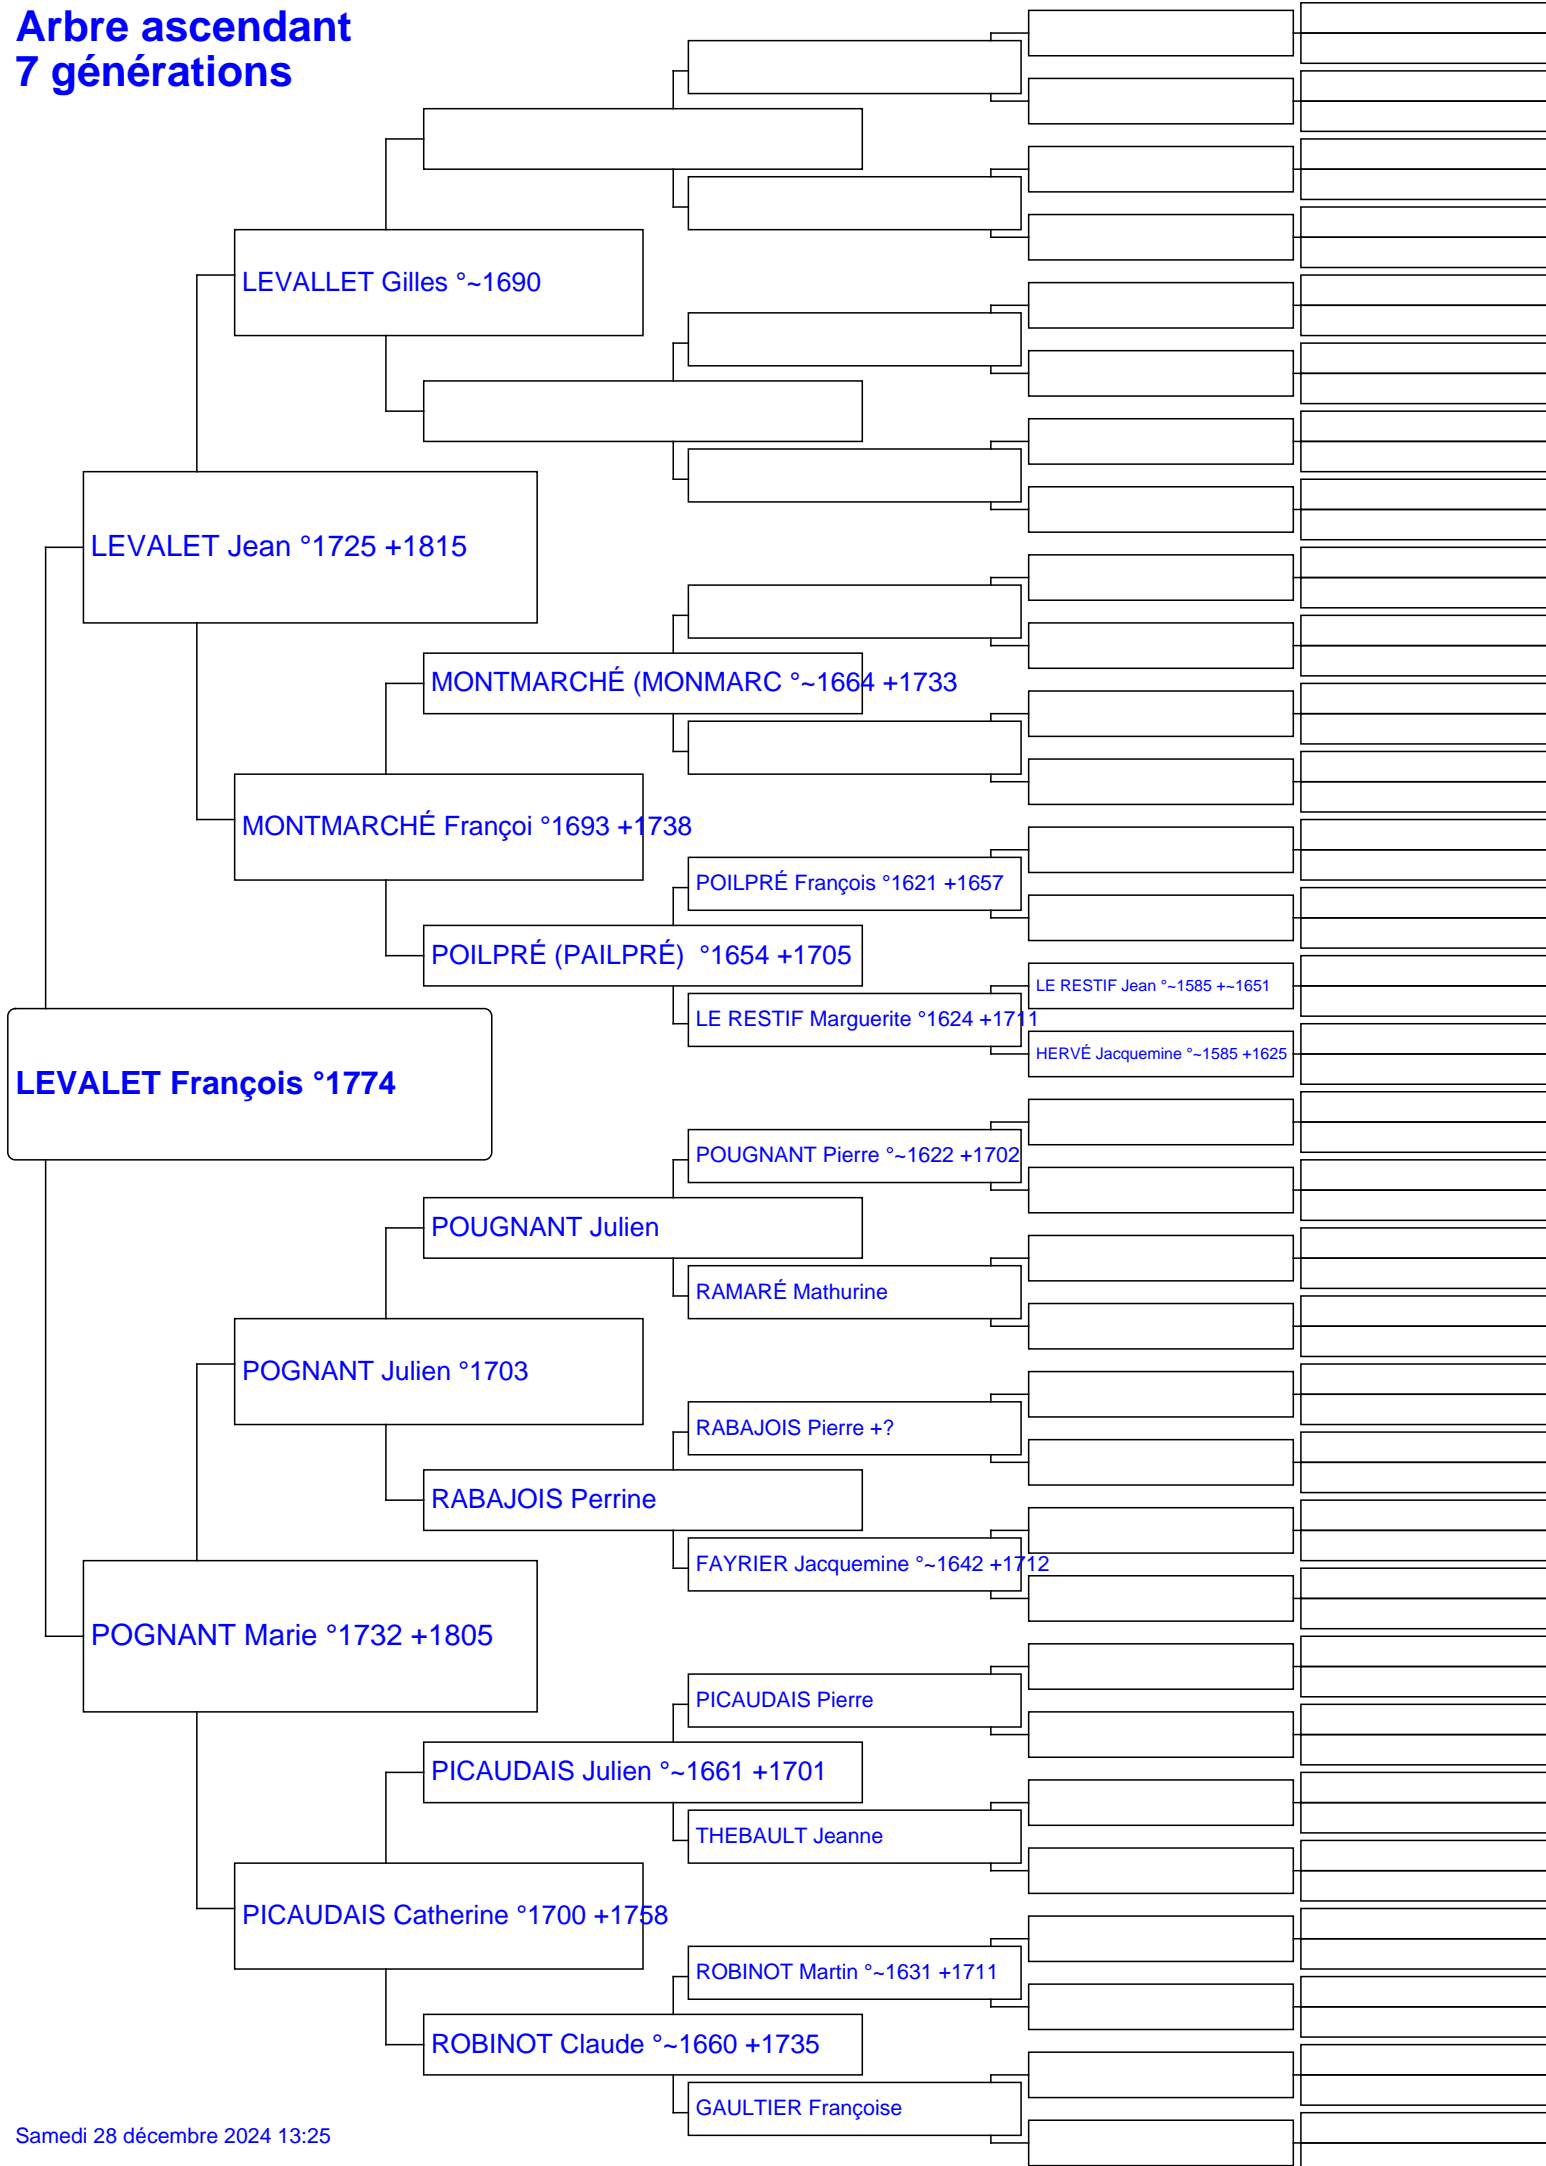 Arbre ascendant
7 générations
LEVALLET Gilles °~1690
LEVALET Jean °1725 +1815
MONTMARCHÉ (MONMARC °~1664 +1733
MONTMARCHÉ Françoi °1693 +1738
POILPRÉ François °1621 +1657
POILPRÉ (PAILPRÉ)  °1654 +1705
LE RESTIF Jean °~1585 +~1651
LE RESTIF Marguerite °1624 +1711
HERVÉ Jacquemine °~1585 +1625
LEVALET François °1774
POUGNANT Pierre °~1622 +1702
POUGNANT Julien
RAMARÉ Mathurine
POGNANT Julien °1703
RABAJOIS Pierre +?
RABAJOIS Perrine
FAYRIER Jacquemine °~1642 +1712
POGNANT Marie °1732 +1805
PICAUDAIS Pierre
PICAUDAIS Julien °~1661 +1701
THEBAULT Jeanne
PICAUDAIS Catherine °1700 +1758
ROBINOT Martin °~1631 +1711
ROBINOT Claude °~1660 +1735
GAULTIER Françoise
Samedi 28 décembre 2024 13:25